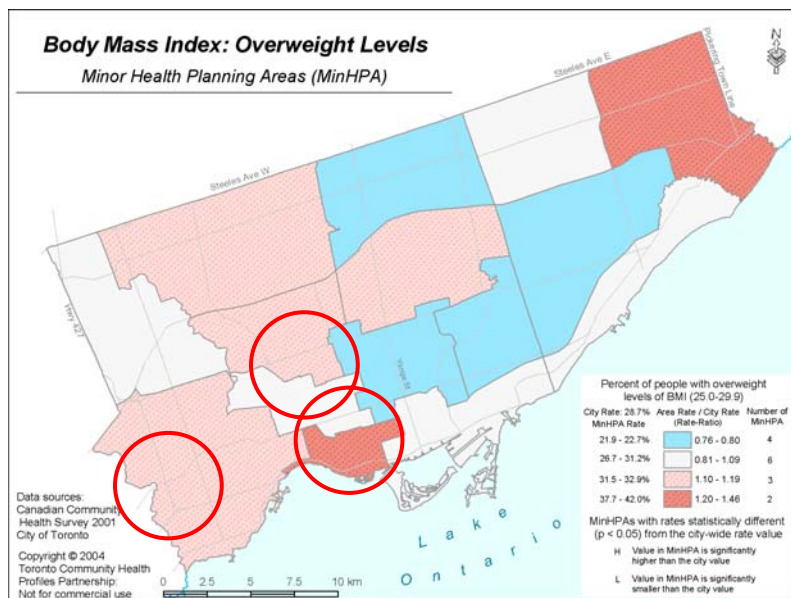 Body Mass Index: Overweight Levels
Minor Health Planning Areas (MinHPA)
N
Pickering Town Line
Steeles Ave E
Steeles Ave W
Hwy 427
Yonge St
Lake
Ontario
Data sources:
Canadian Community
Health Survey 2001
City of Toronto
Copyright © 2004
Toronto Community Health
Profiles Partnership:
Not for commercial use
0 2.5 5 7.5 10 km
Percent of people with overweight
levels of BMI (25.0-29.9)
City Rate: 28.7%
MinHPA Rate
Area Rate / City Rate
(Rate-Ratio)
Number of
MinHPA
21.9 - 22.7% 0.76 - 0.80 4
26.7 - 31.2% 0.81 - 1.09 6
31.5 - 32.9% 1.10 - 1.19 3
37.7 - 42.0% 1.20 - 1.46 2
MinHPAs with rates statistically different
(p < 0.05) from the city-wide rate value
H Value in MinHPA is significantly
higher than the city value
L Value in MinHPA is significantly
smaller than the city value